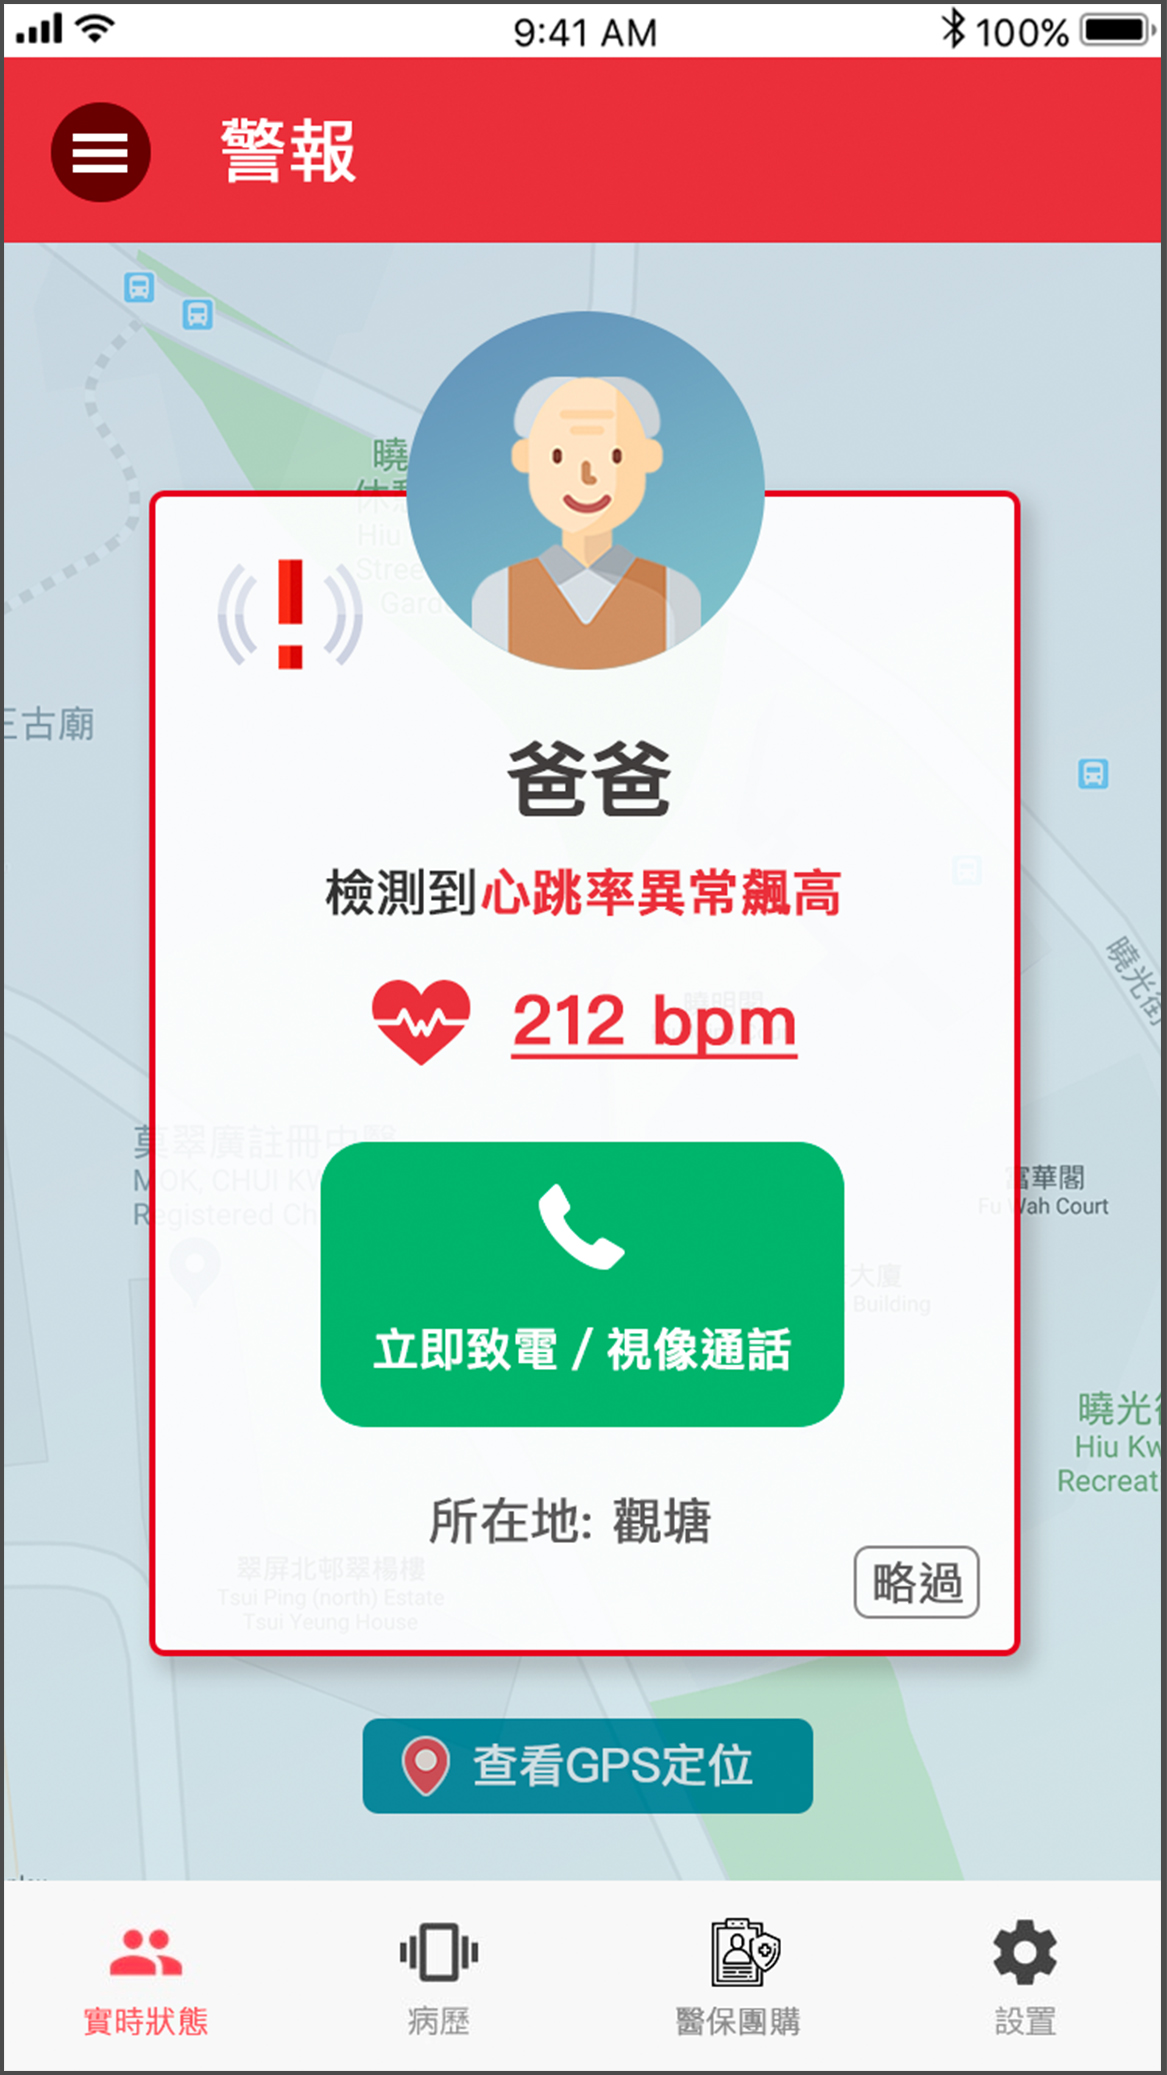 9:41 AM
100%
警報
曉
休憩
Hiu
Stree
Gard
王古廟
爸爸
檢測到心跳率異常飆高
曉明閣
212 bpm
曉光街
莫翠廣註冊中醫
MOK, CHUI KW
Registered Ch
富華閣
Fu Wah Court
大廈
Building
立即致電 / 視像通話
曉光街
Hiu Kw
Recreat
所在地: 觀塘
翠屏北邨翠楊樓
Tsui Ping (north) Estate
Tsui Yeung House
略過
查看GPS定位
實時狀態
病歷
醫保團購
設置